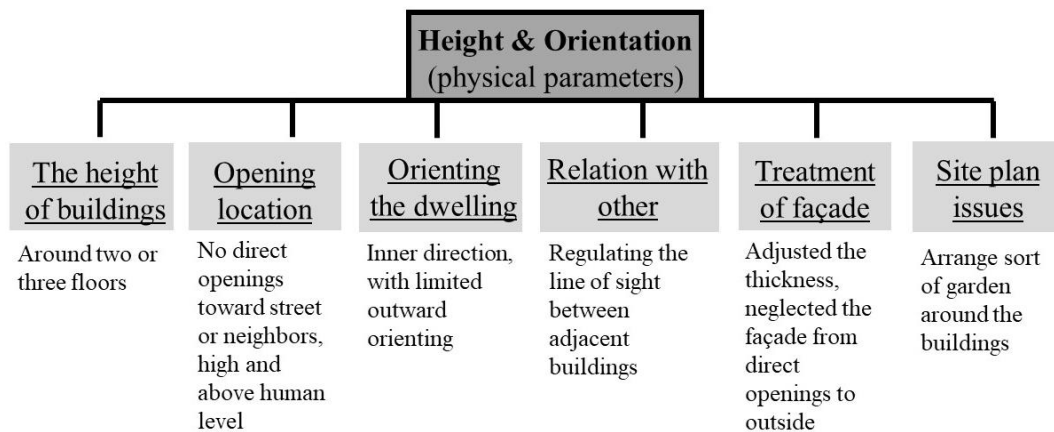 Height & Orientation
(physical parameters)
The height
of buildings
Around two or
three floors
Opening
location
No direct
openings
toward street
or neighbors,
high and
above human
level
Orienting
the dwelling
Inner direction,
with limited
outward
orienting
Relation with
other
Regulating the
line of sight
between
adjacent
buildings
Treatment
of façade
Adjusted the
thickness,
neglected the
façade from
direct
openings to
outside
Site plan
issues
Arrange sort
of garden
around the
buildings